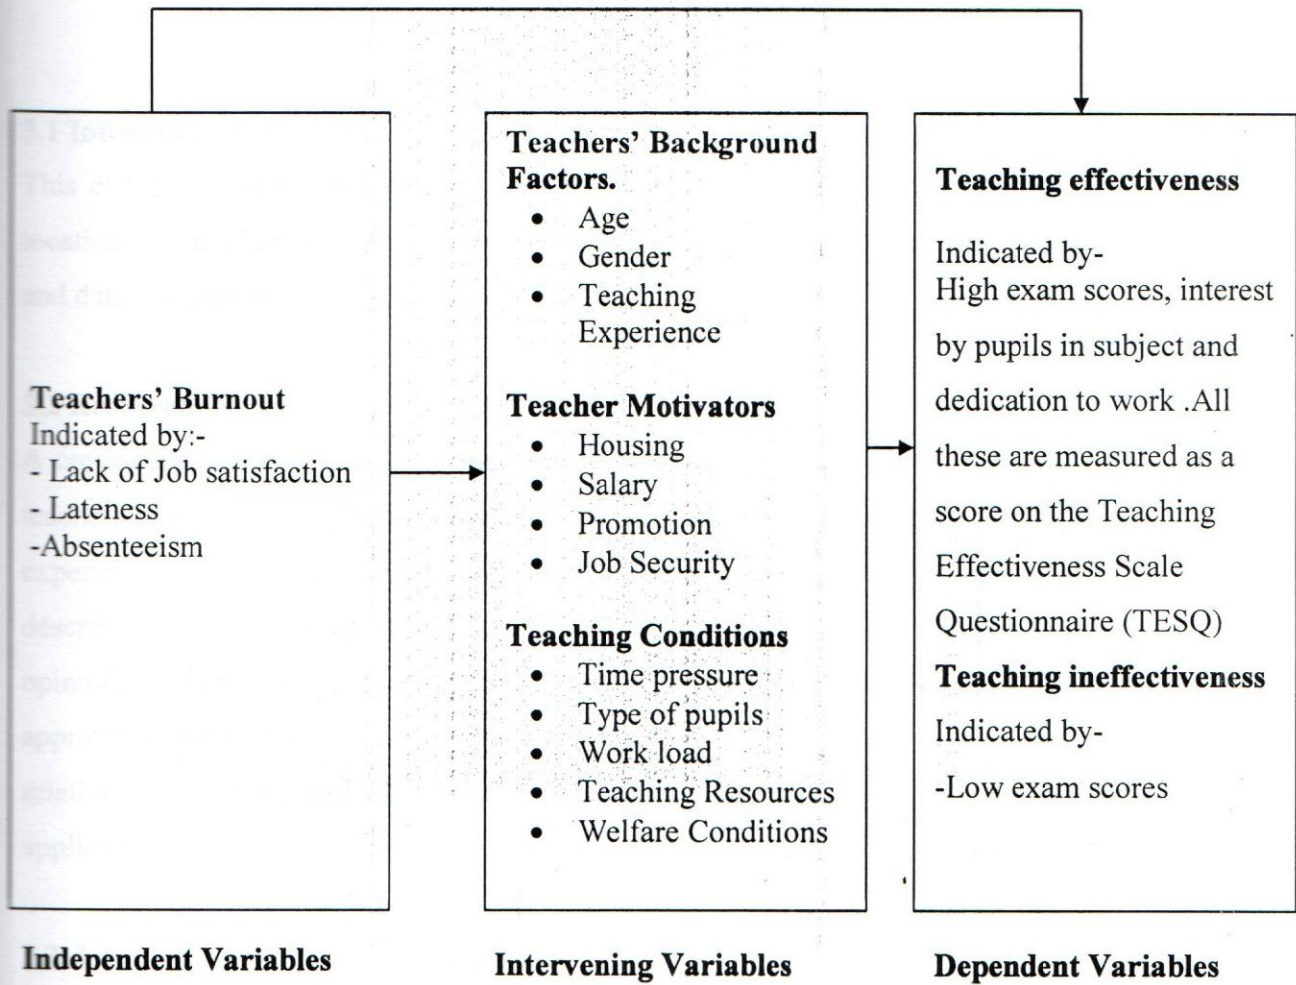 Teachers' Burnout
Indicated by:-
- Lack of Job satisfaction
- Lateness
-Absenteeism
Independent Variables
Teachers' Background
Factors.
• Age
• Gender
• Teaching
Experience
Teacher Motivators
• Housing
• Salary
• Promotion
• Job Security
Teaching Conditions
• Time pressure
• Type of pupils
• Work load
• Teaching Resources
• Welfare Conditions
Intervening Variables
Teaching effectiveness
Indicated by-
High exam scores, interest
by pupils in subject and
dedication to work .All
these are measured as a
score on the Teaching
Effectiveness Scale
Questionnaire (TESQ)
Teaching ineffectiveness
Indicated by-
-Low exam scores
Dependent Variables